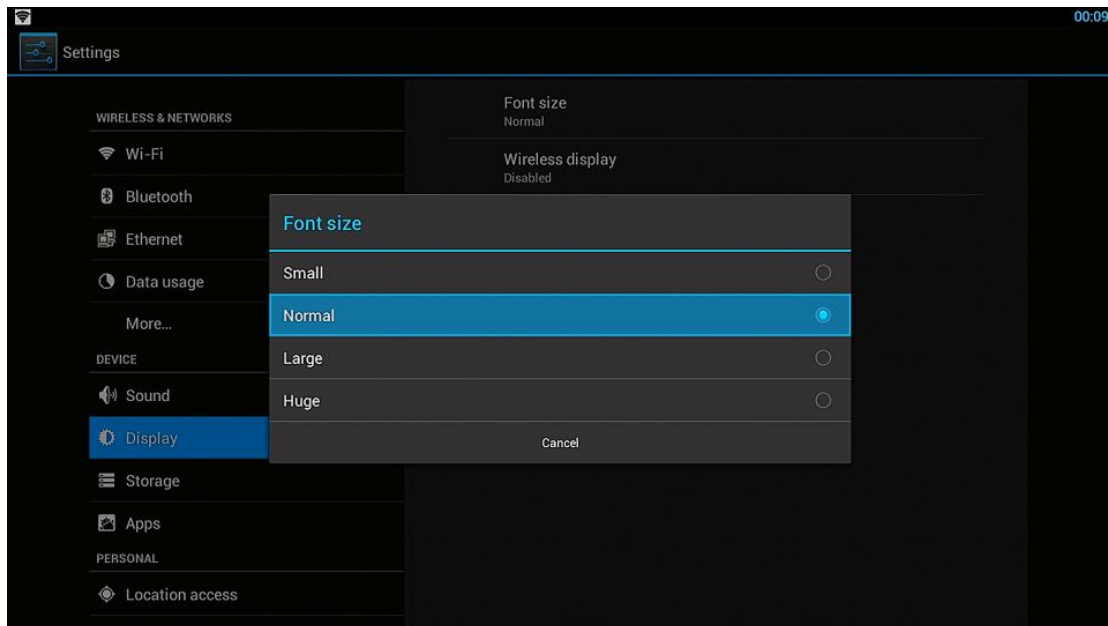 00:09
Settings
WIRELESS & NETWORKS
Wi-Fi
Bluetooth
Ethernet
Data usage
More...
DEVICE
Sound
Display
Storage
Apps
PERSONAL
Location access
Font size
Normal
Wireless display
Disabled
Font size
Small
Normal
Large
Huge
Cancel